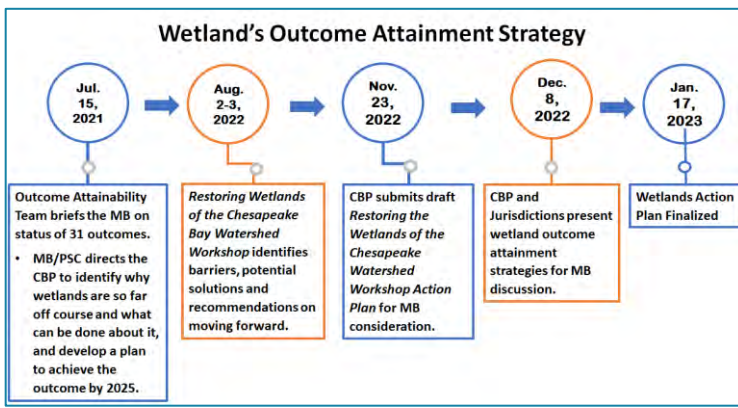 Wetland's Outcome Attainment Strategy
Jul.
15,
2021
Aug.
2-3,
2022
Nov.
23,
2022
Dec.
8,
2022
Jan.
17,
2023
Outcome Attainability
Team briefs the MB on
status of 31 outcomes.
• MB/PSC directs the
CBP to identify why
wetlands are so far
off course and what
can be done about it,
and develop a plan
to achieve the
outcome by 2025.
Restoring Wetlands
of the Chesapeake
Bay Watershed
Workshop identifies
barriers, potential
solutions and
recommendations on
moving forward.
CBP submits draft
Restoring the
Wetlands of the
Chesapeake
Watershed
Workshop Action
Plan for MB
consideration.
CBP and
Jurisdictions present
wetland outcome
attainment
strategies for MB
discussion.
Wetlands Action
Plan Finalized